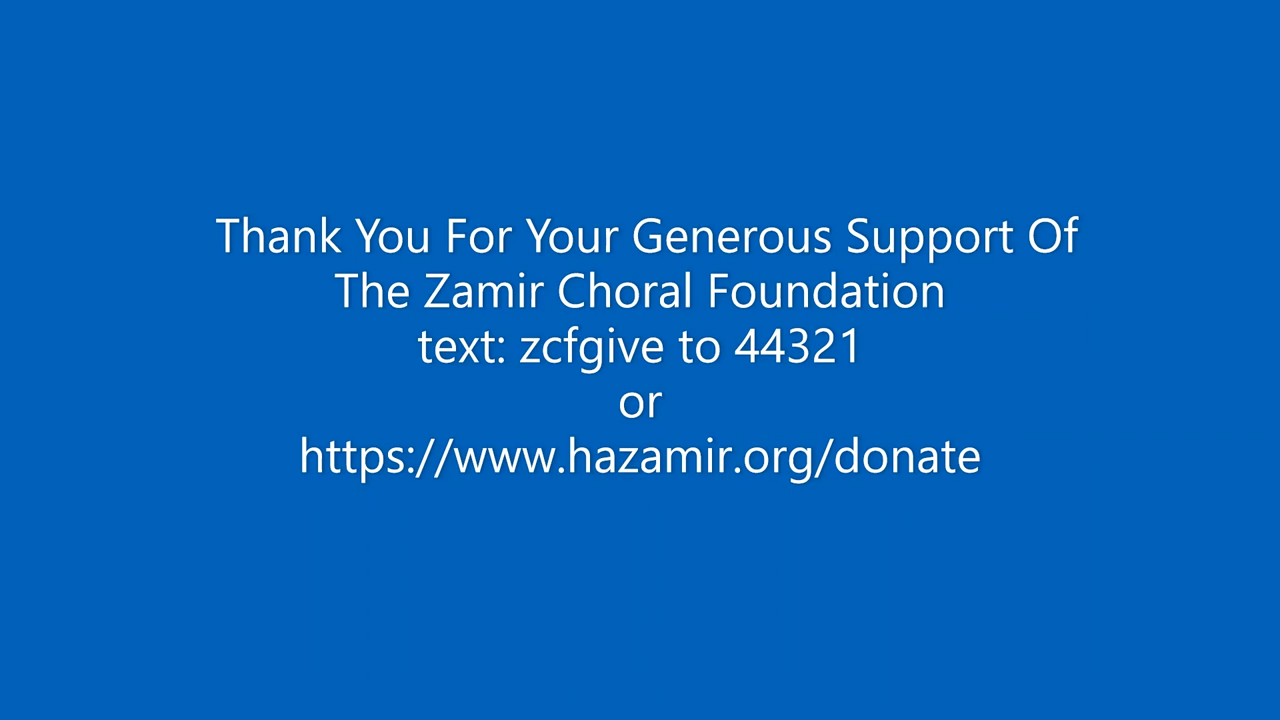 Thank You For Your Generous Support Of
The Zamir Choral Foundation
text: zcfgive to 44321
or
https://www.hazamir.org/donate